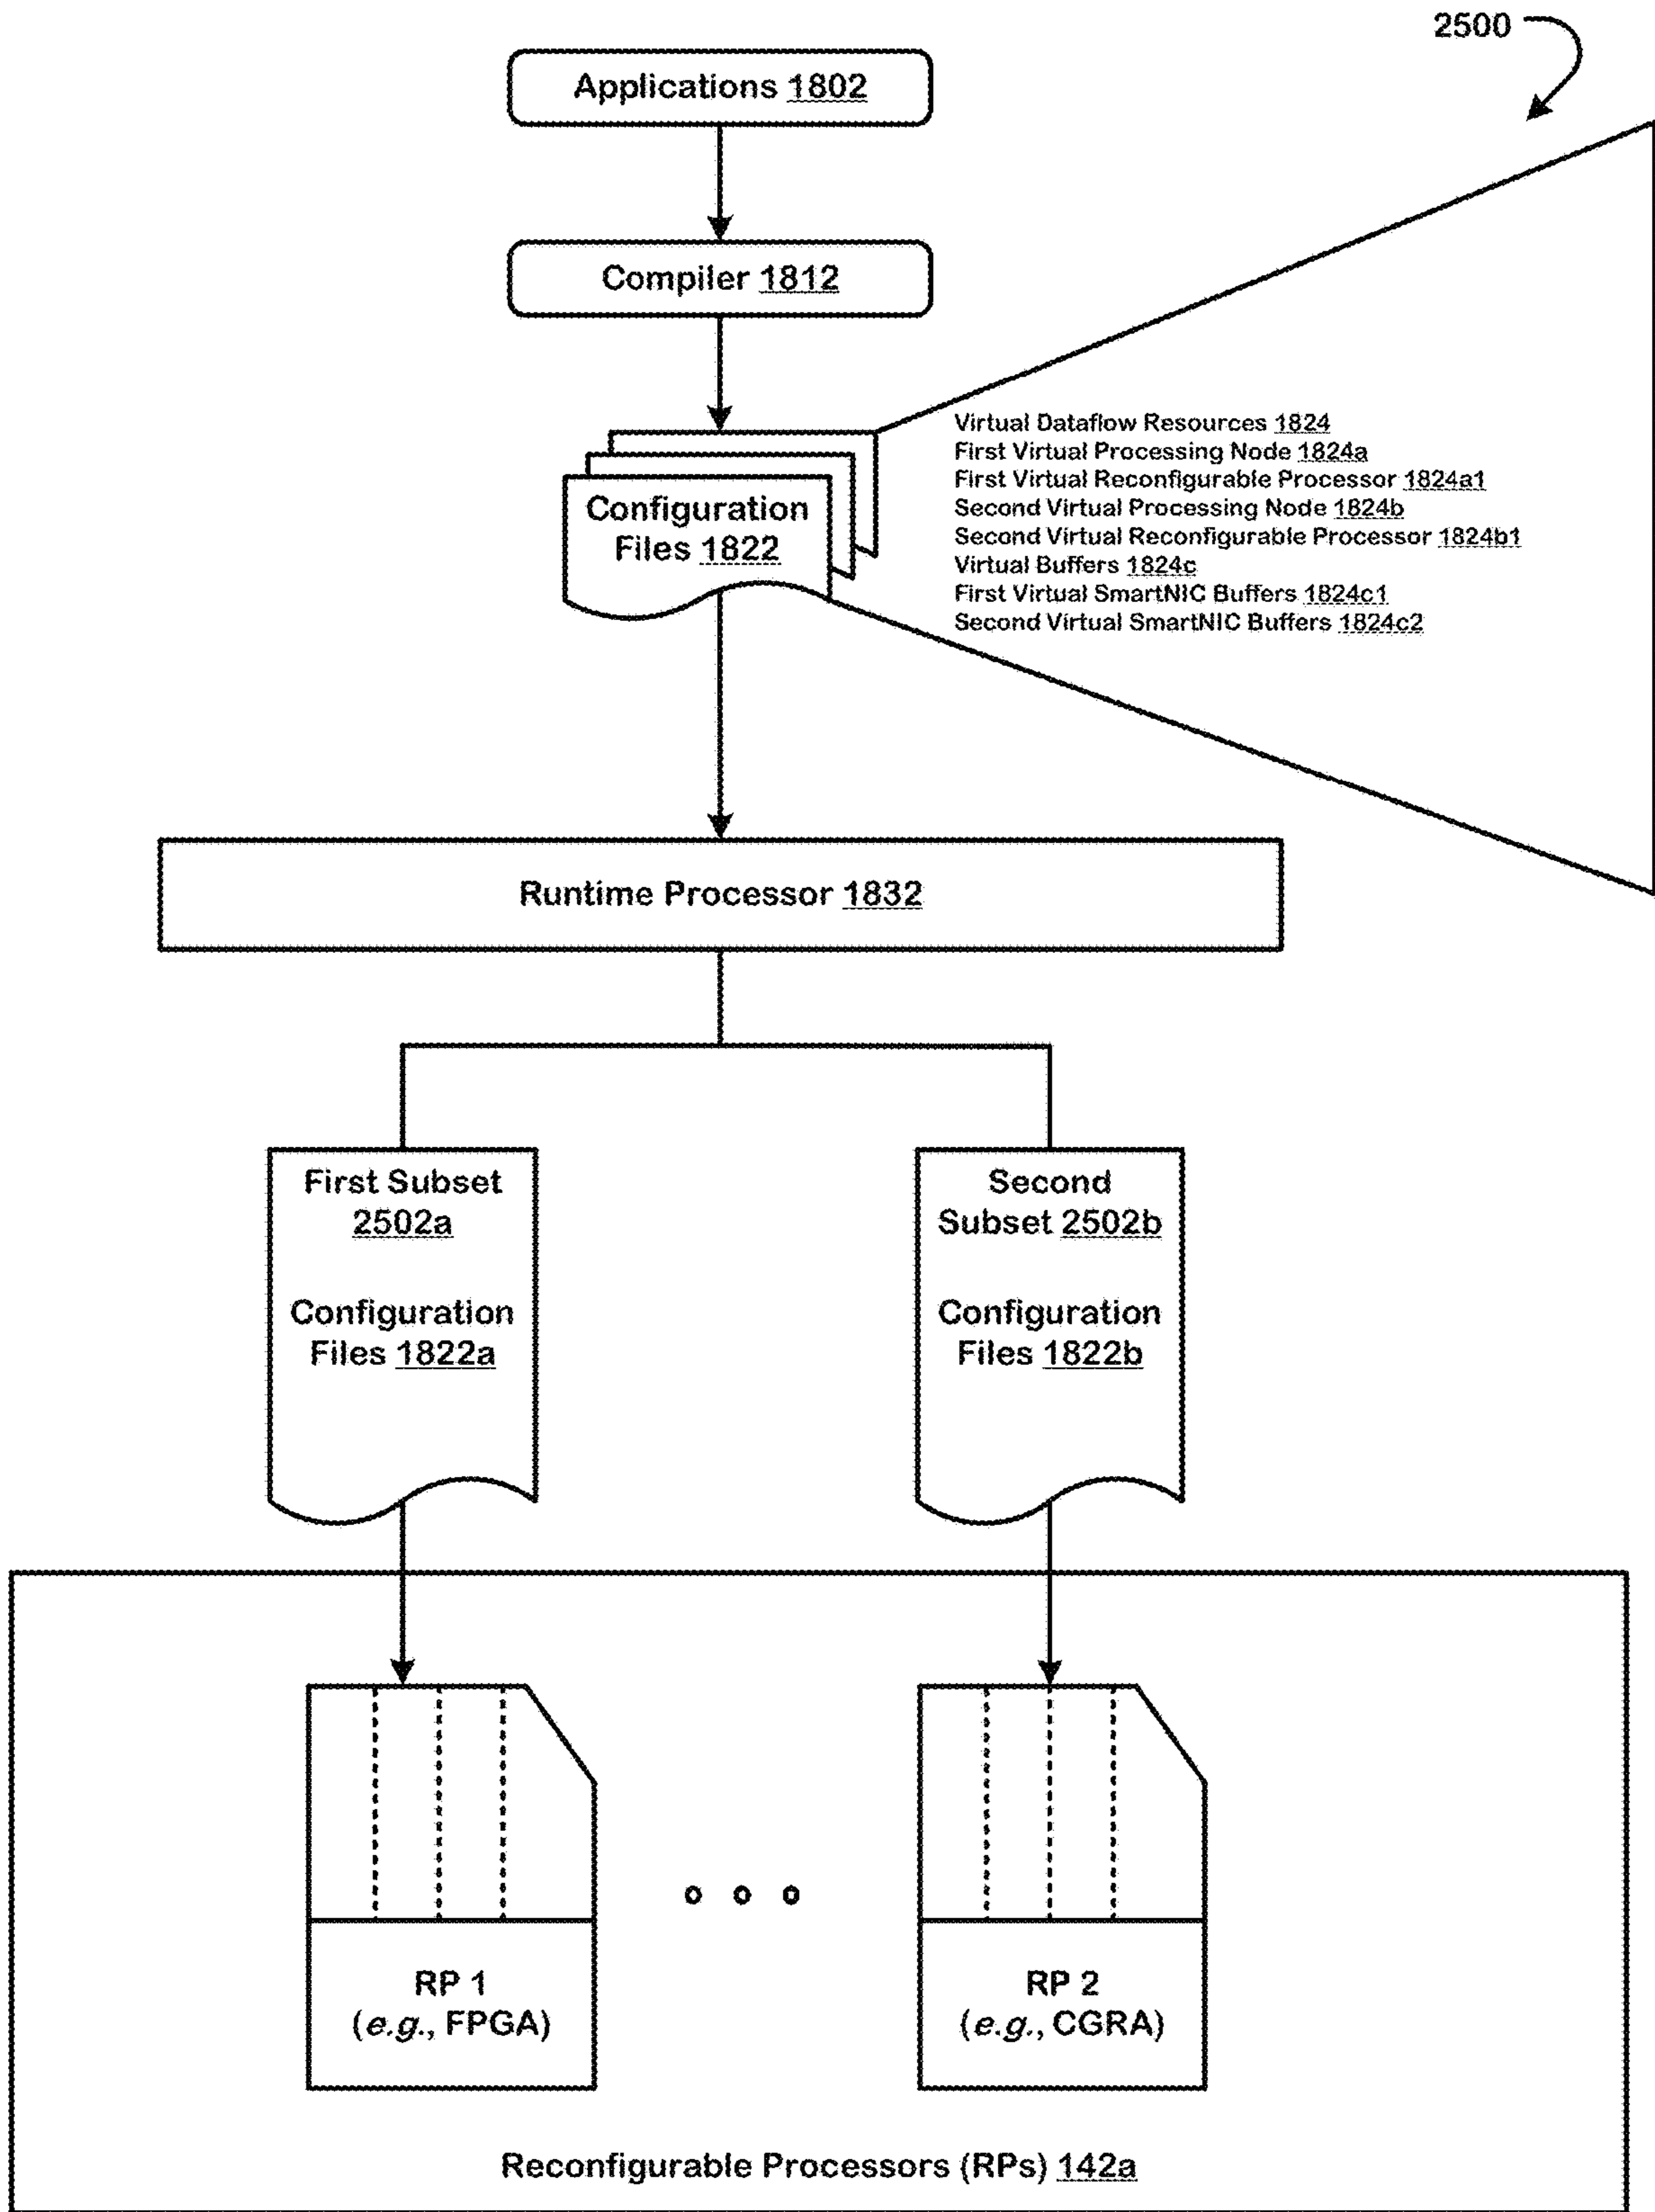 2500
Applications 1802
Compiler 1812
Virtual Dataflow Resources 1824
First Virtual Processing Node 1824a
First Virtual Reconfigurable Processor 1824a1
Second Virtual Processing Node 1824b
Second Virtual Reconfigurable Processor 1824b1
Virtual Buffers 1824c
First Virtual SmartNIC Buffers 1824c1
Second Virtual SmartNIC Buffers 1824c2
Configuration
Files 1822
Runtime Processor 1832
First Subset
2502a
Configuration
Files 1822a
Second
Subset 2502b
Configuration
Files 1822b
RP 1
(e.g., FPGA)
RP 2
(e.g., CGRA)
Reconfigurable Processors (RPs) 142a